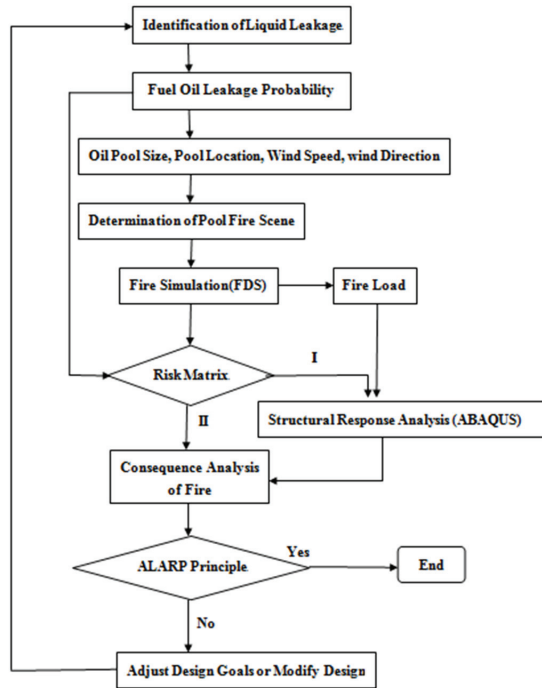 Identification of Liquid Leakage
Fuel Oil Leakage Probability
Oil Pool Size, Pool Location, Wind Speed, wind Direction
Determination of Pool Fire Scene
Fire Simulation(FDS)
Fire Load
Risk Matrix
I
II
Structural Response Analysis (ABAQUS)
Consequence Analysis
of Fire
ALARP Principle
Yes
End
No
Adjust Design Goals or Modify Design